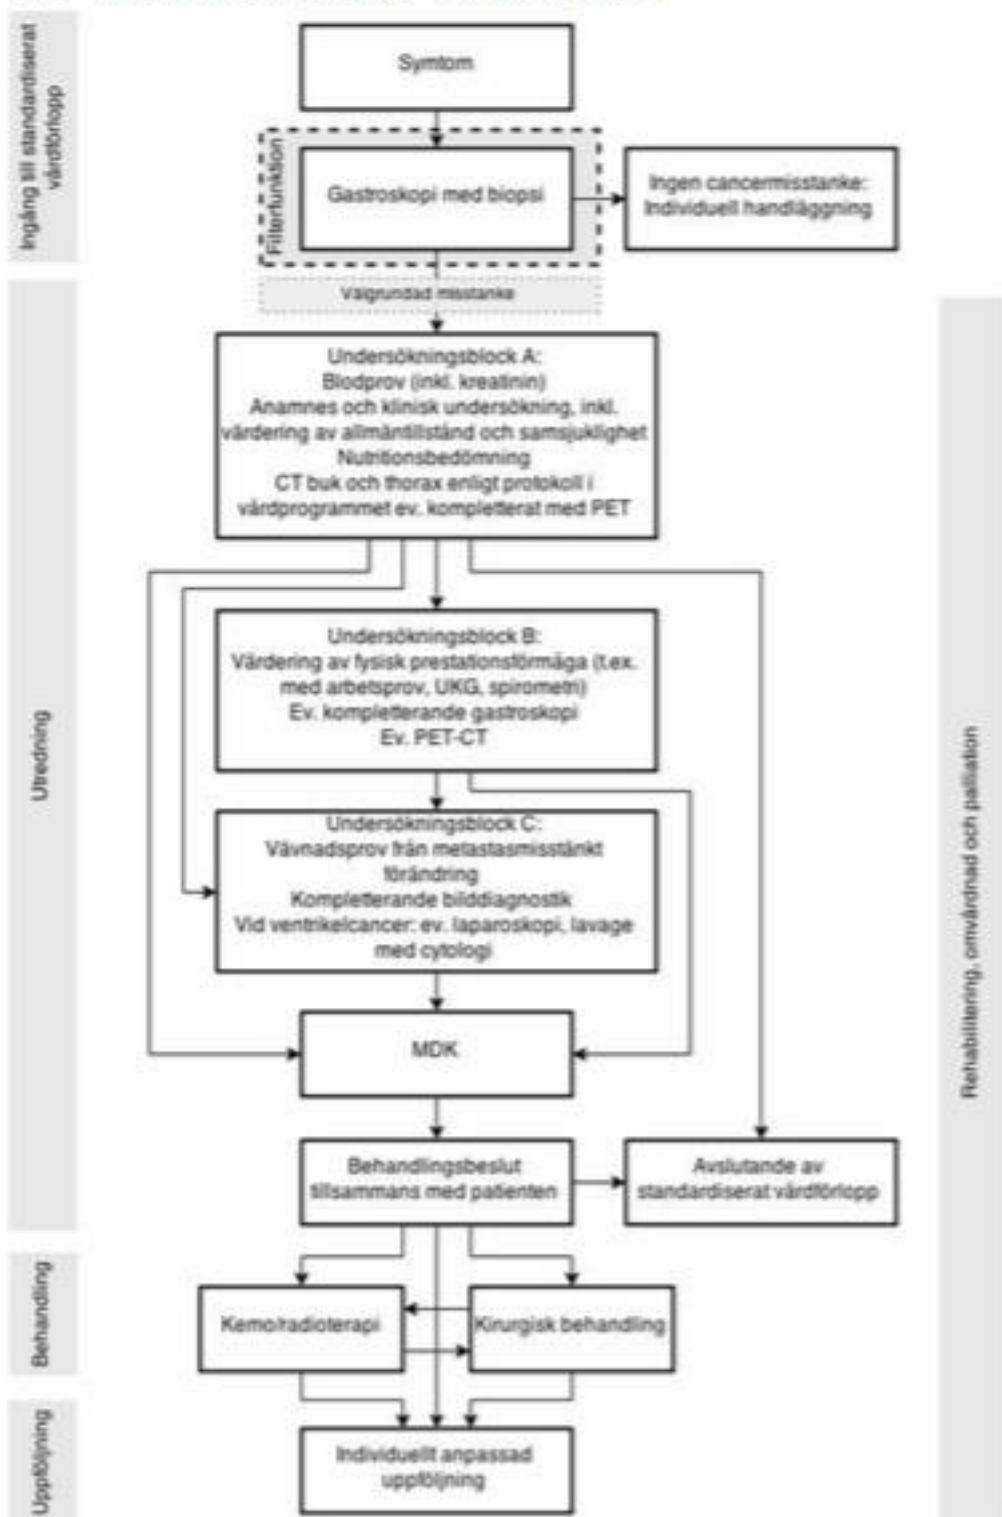 Ingång till standardiserat
vårdförlopp
Symtom
Filterfunktion
Gastroskopi med biopsi
Ingen cancermisstanke:
Individuell handläggning
Välgrundad misstanke
Utredning
Undersökningsblock A:
Blodprov (inkl. kreatinin)
Anamnes och klinisk undersökning, inkl.
värdering av allmäntillstånd och samsjuklighet
Nutritionsbedömning
CT buk och thorax enligt protokoll i
vårdprogrammet ev. kompletterat med PET
Undersökningsblock B:
Värdering av fysisk prestationsförmåga (t.ex.
med arbetsprov, UKG, spirometri)
Ev. kompletterande gastroskopi
Ev. PET-CT
Undersökningsblock C:
Vävnadsprov från metastasmisstänkt
förändring
Kompletterande bilddiagnostik
Vid ventrikelcancer: ev. laparoskopi, lavage
med cytologi
MDK
Behandlingsbeslut
tillsammans med patienten
Avslutande av
standardiserat vårdförlopp
Behandling
Kemo/radioterapi
Kirurgisk behandling
Uppföljning
Individuellt anpassad
uppföljning
Rehabilitering, omvårdnad och palliation